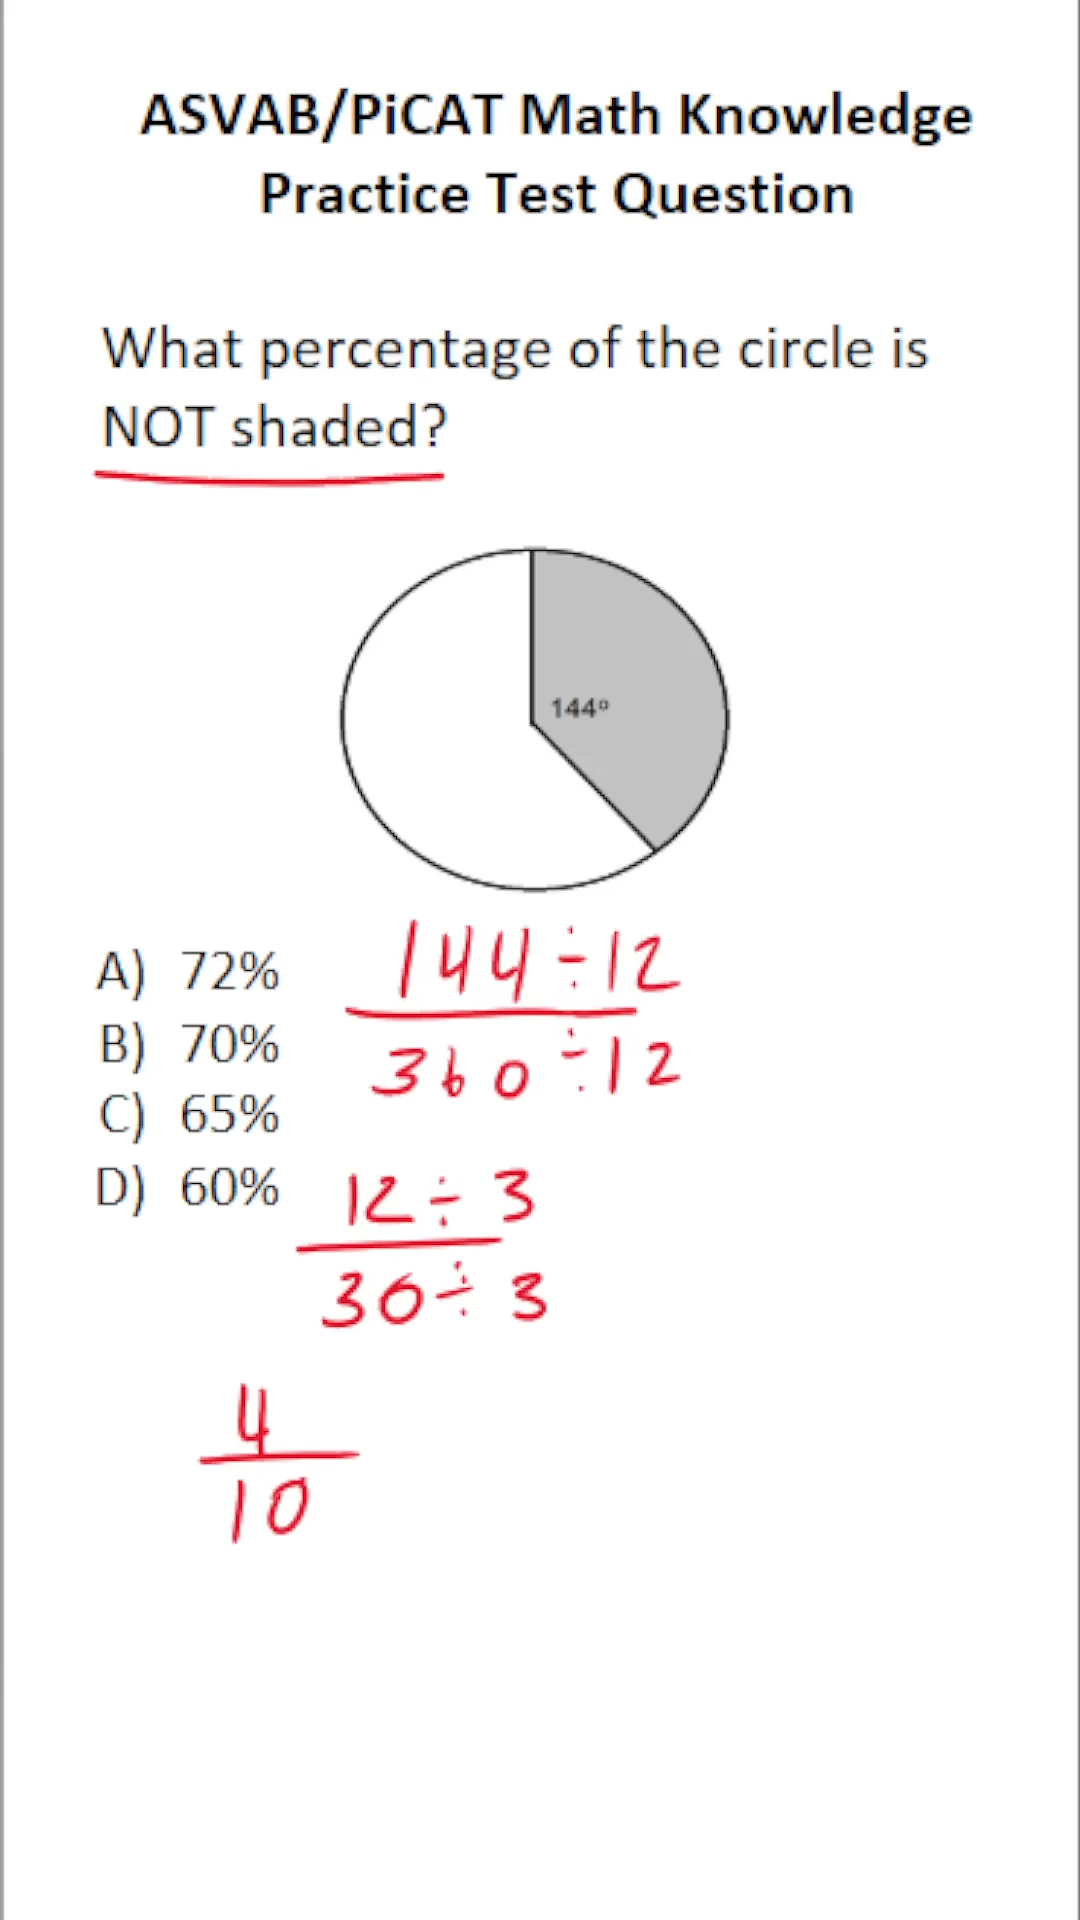 ASVAB/PiCAT Math Knowledge
Practice Test Question
What percentage of the circle is
NOT shaded?
144º
A) 72%
B) 70%
C) 65%
D) 60%
144 ÷ 12
360 ÷ 12
12 ÷ 3
30 ÷ 3
4
10